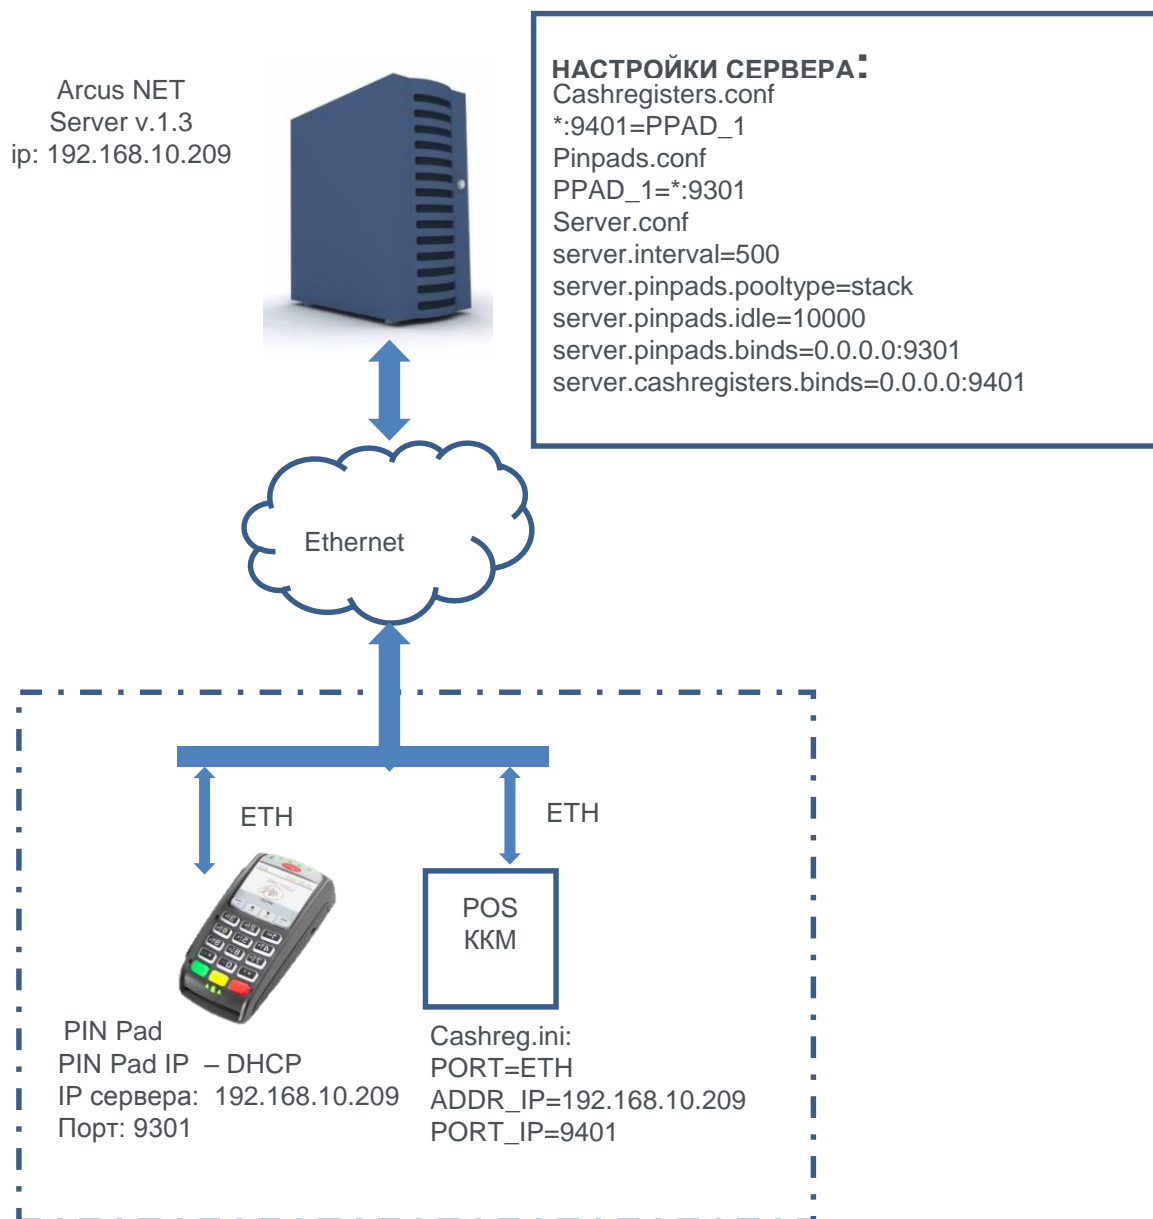 Arcus NET
Server v.1.3
ip: 192.168.10.209
НАСТРОЙКИ СЕРВЕРА:
Cashregisters.conf
*:9401=PPAD_1
Pinpads.conf
PPAD_1=*:9301
Server.conf
server.interval=500
server.pinpads.pooltype=stack
server.pinpads.idle=10000
server.pinpads.binds=0.0.0.0:9301
server.cashregisters.binds=0.0.0.0:9401
Ethernet
ETH
ETH
POS
ККМ
PIN Pad
PIN Pad IP – DHCP
IP сервера: 192.168.10.209
Порт: 9301
Cashreg.ini:
PORT=ETH
ADDR_IP=192.168.10.209
PORT_IP=9401